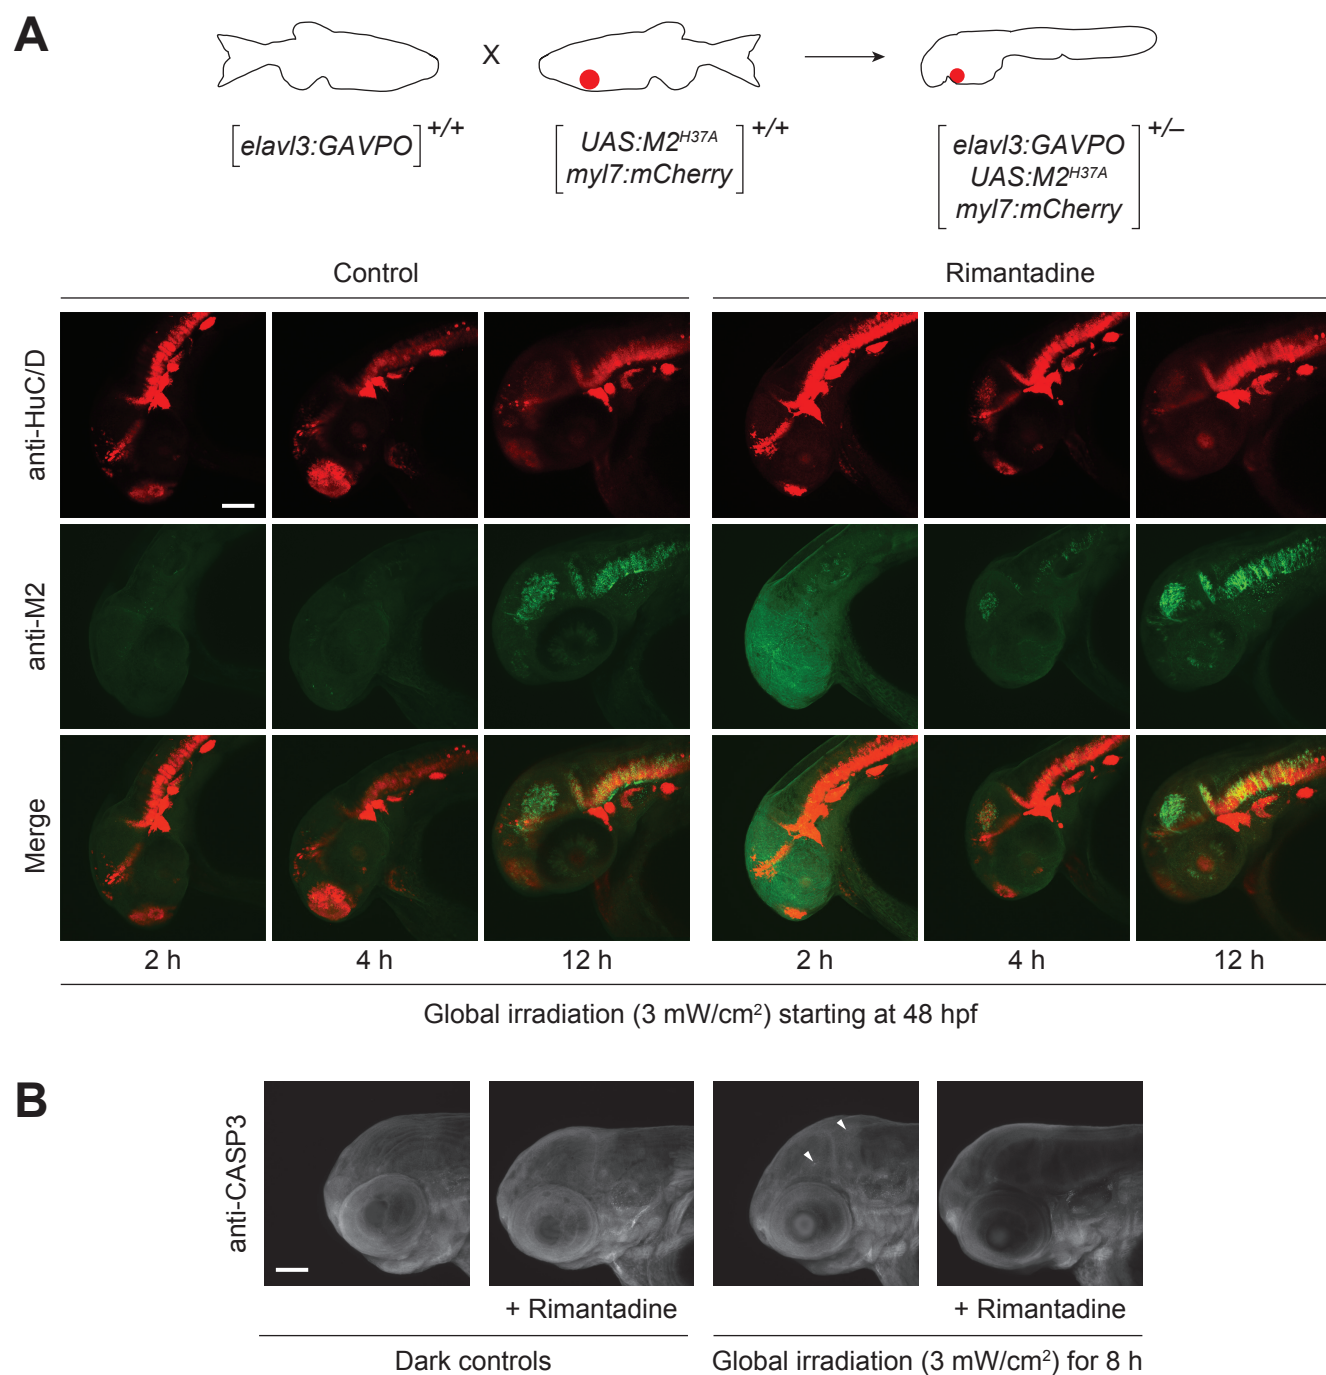 A
X
[elavl3:GAVPO]+/+
[UAS:M2H37A
myl7:mCherry]+/+
[elavl3:GAVPO
UAS:M2H37A
myl7:mCherry]+/–
Control
Rimantadine
anti-HuC/D
anti-M2
Merge
2 h
4 h
12 h
2 h
4 h
12 h
Global irradiation (3 mW/cm2) starting at 48 hpf
B
anti-CASP3
+ Rimantadine
+ Rimantadine
Dark controls
Global irradiation (3 mW/cm2) for 8 h